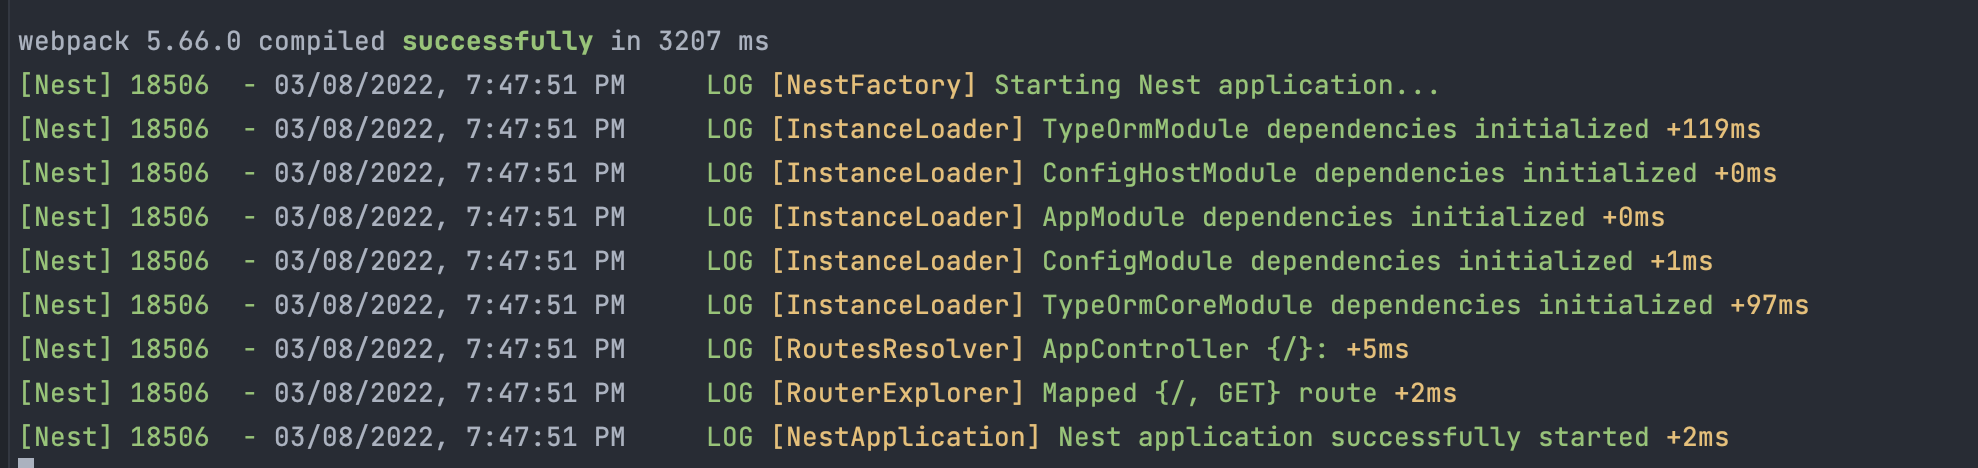 webpack 5.66.0 compiled successfully in 3207 ms
[Nest] 18506  - 03/08/2022, 7:47:51 PM     LOG [NestFactory] Starting Nest application...
[Nest] 18506  - 03/08/2022, 7:47:51 PM     LOG [InstanceLoader] TypeOrmModule dependencies initialized +119ms
[Nest] 18506  - 03/08/2022, 7:47:51 PM     LOG [InstanceLoader] ConfigHostModule dependencies initialized +0ms
[Nest] 18506  - 03/08/2022, 7:47:51 PM     LOG [InstanceLoader] AppModule dependencies initialized +0ms
[Nest] 18506  - 03/08/2022, 7:47:51 PM     LOG [InstanceLoader] ConfigModule dependencies initialized +1ms
[Nest] 18506  - 03/08/2022, 7:47:51 PM     LOG [InstanceLoader] TypeOrmCoreModule dependencies initialized +97ms
[Nest] 18506  - 03/08/2022, 7:47:51 PM     LOG [RoutesResolver] AppController {/}: +5ms
[Nest] 18506  - 03/08/2022, 7:47:51 PM     LOG [RouterExplorer] Mapped {/, GET} route +2ms
[Nest] 18506  - 03/08/2022, 7:47:51 PM     LOG [NestApplication] Nest application successfully started +2ms